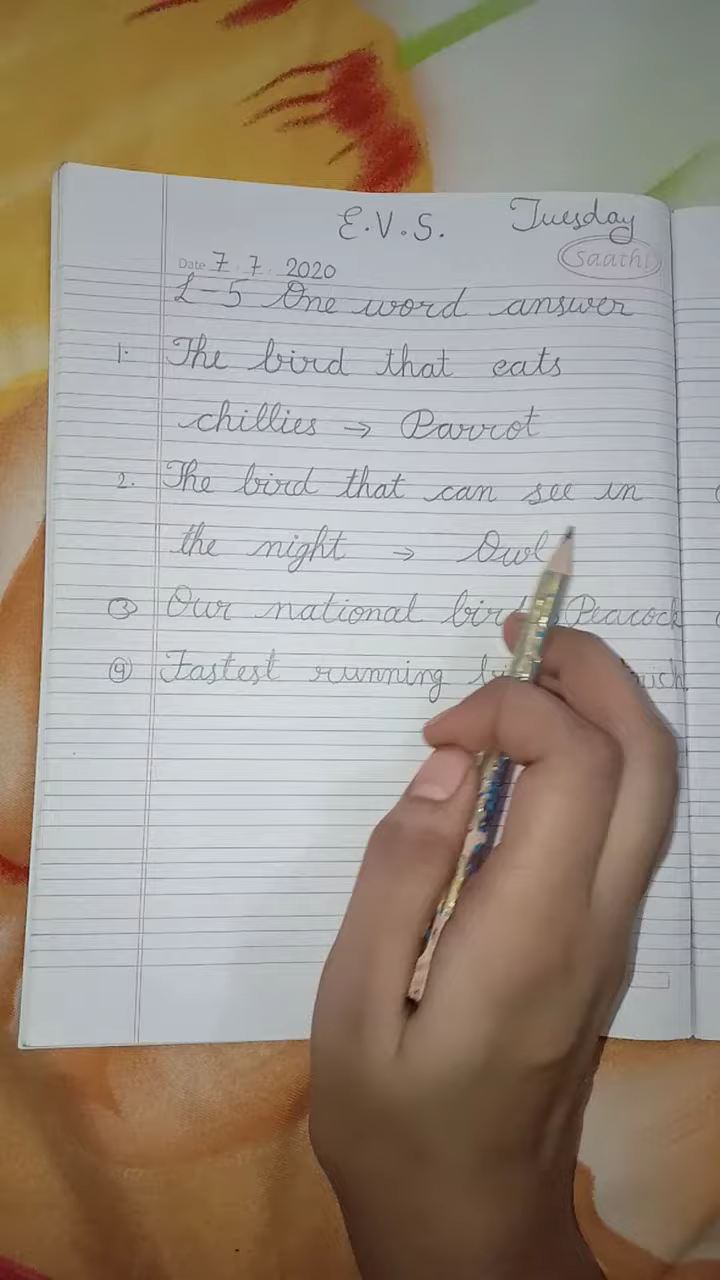 E.V.S. Tuesday
saathi
Date 7.7.2020
L-5 One word answer
1. The bird that eats
chillies → Parrot
2. The bird that can see in
the night → Owl
③ Our national bird Peacock
④ Fastest running